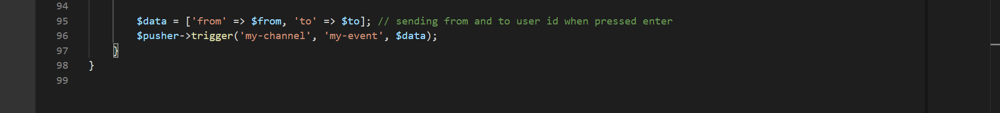 94
95 $data = ['from' => $from, 'to' => $to]; // sending from and to user id when pressed enter
96 $pusher->trigger('my-channel', 'my-event', $data);
97 }
98 }
99